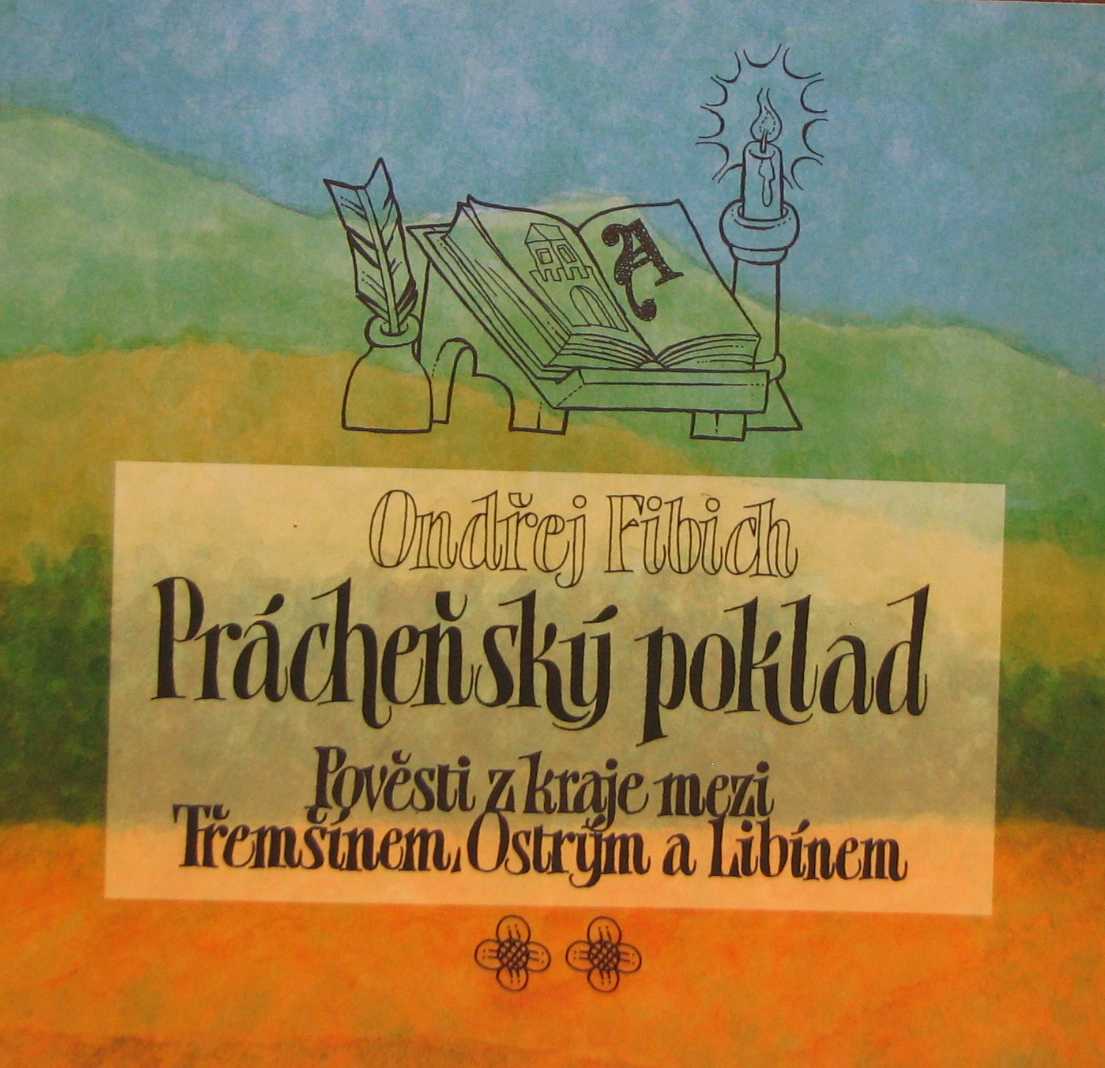 A
Ondřej Fibich
Prácheňský poklad
Pověsti z kraje mezi
Třemšínem, Ostrým a Libínem